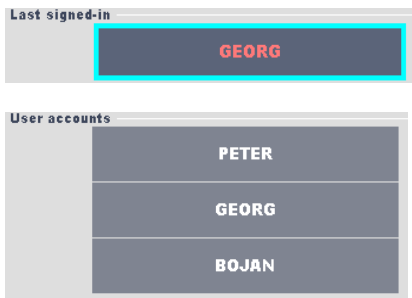 Last signed-in
GEORG
User accounts
PETER
GEORG
BOJAN